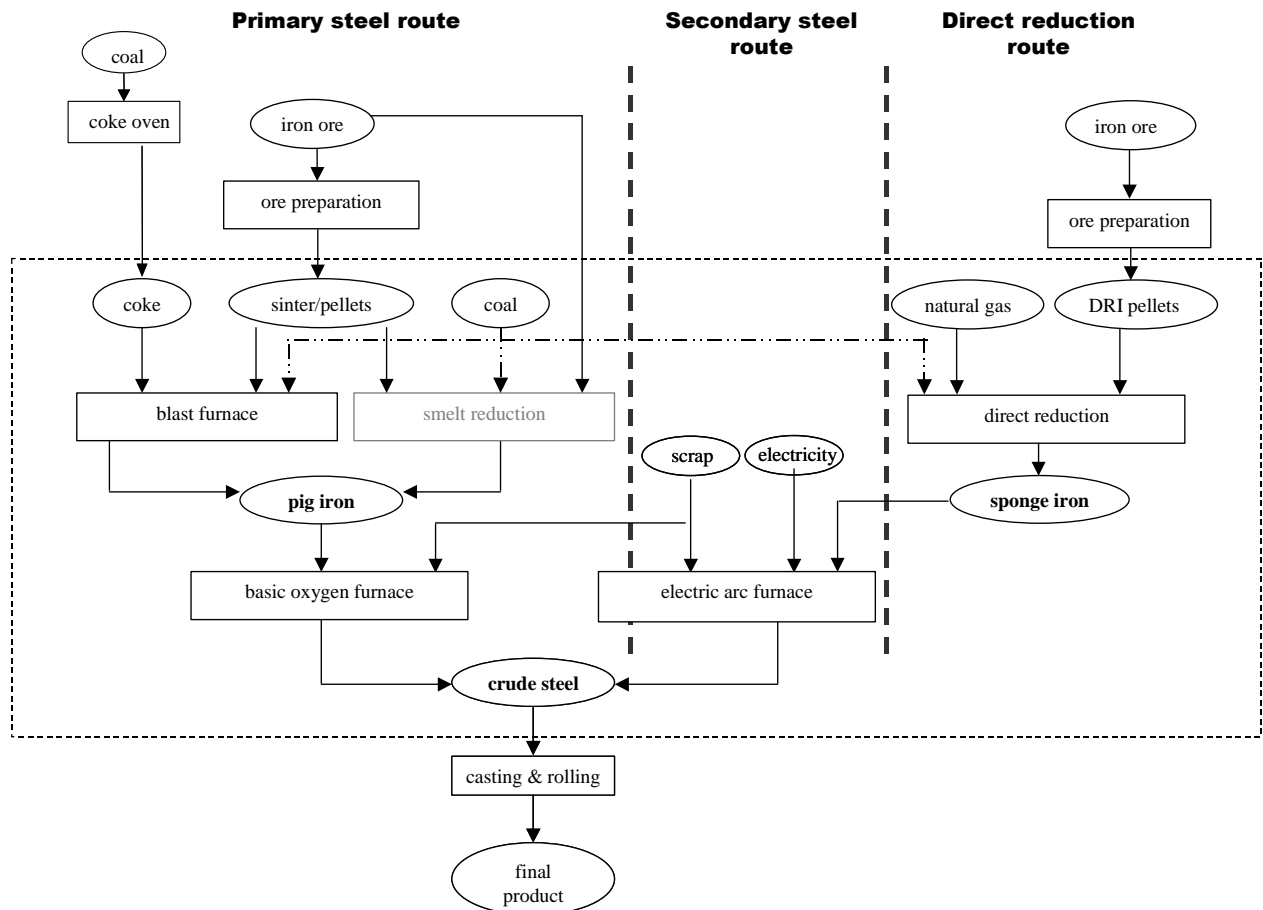 Primary steel route
Secondary steel
route
Direct reduction
route
coal
coke oven
iron ore
iron ore
ore preparation
ore preparation
coke
sinter/pellets
coal
natural gas
DRI pellets
blast furnace
smelt reduction
direct reduction
scrap
electricity
pig iron
sponge iron
basic oxygen furnace
electric arc furnace
crude steel
casting & rolling
final
product